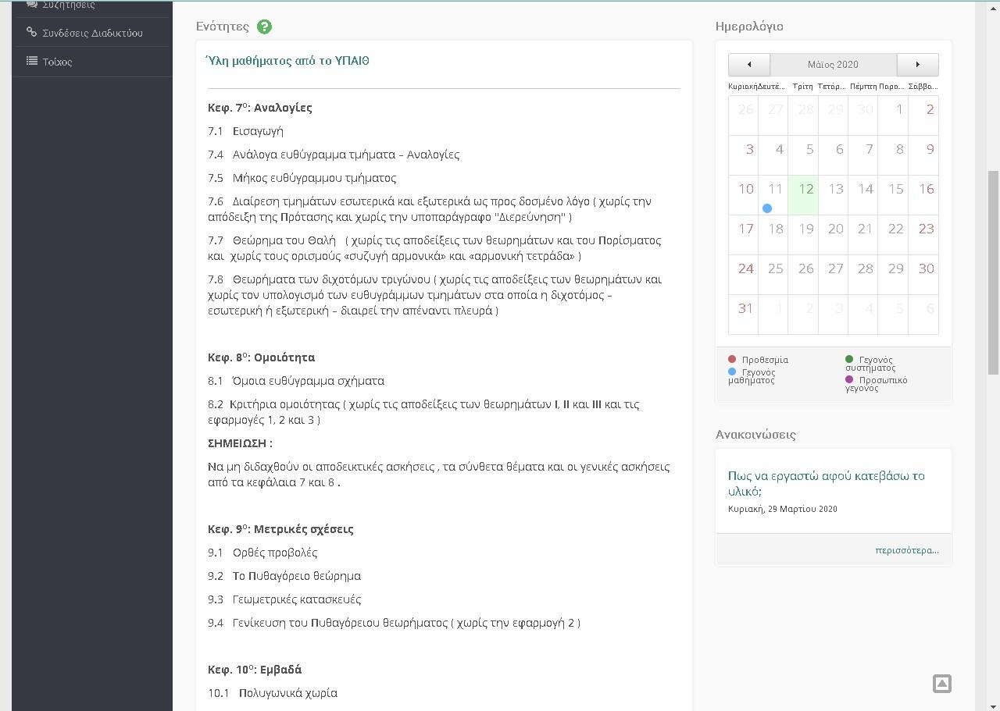 Συζητήσεις
Συνδέσεις Διαδικτύου
Τοίχος
Ενότητες ?
Ύλη μαθήματος από το ΥΠΑΙΘ
Κεφ. 7ο: Αναλογίες
7.1 Εισαγωγή
7.4 Ανάλογα ευθύγραμμα τμήματα – Αναλογίες
7.5 Μήκος ευθύγραμμου τμήματος
7.6 Διαίρεση τμημάτων εσωτερικά και εξωτερικά ως προς δοσμένο λόγο ( χωρίς την
απόδειξη της Πρότασης και χωρίς την υποπαράγραφο "Διερεύνηση" )
7.7 Θεώρημα του Θαλή ( χωρίς τις αποδείξεις των θεωρημάτων και του Πορίσματος
και χωρίς τους ορισμούς «συζυγή αρμονικά» και «αρμονική τετράδα» )
7.8 Θεωρήματα των διχοτόμων τριγώνου ( χωρίς τις αποδείξεις των θεωρημάτων και
χωρίς τον υπολογισμό των ευθυγράμμων τμημάτων στα οποία η διχοτόμος –
εσωτερική ή εξωτερική – διαιρεί την απέναντι πλευρά )
Κεφ. 8ο: Ομοιότητα
8.1 Όμοια ευθύγραμμα σχήματα
8.2 Κριτήρια ομοιότητας ( χωρίς τις αποδείξεις των θεωρημάτων Ι, ΙΙ και ΙΙΙ και τις
εφαρμογές 1, 2 και 3 )
ΣΗΜΕΙΩΣΗ :
Να μη διδαχθούν οι αποδεικτικές ασκήσεις , τα σύνθετα θέματα και οι γενικές ασκήσεις
από τα κεφάλαια 7 και 8 .
Κεφ. 9ο: Μετρικές σχέσεις
9.1 Ορθές προβολές
9.2 Το Πυθαγόρειο θεώρημα
9.3 Γεωμετρικές κατασκευές
9.4 Γενίκευση του Πυθαγόρειου θεωρήματος ( χωρίς την εφαρμογή 2 )
Κεφ. 10ο: Εμβαδά
10.1 Πολυγωνικά χωρία
Ημερολόγιο
Μάϊος 2020
Κυριακή Δευτέ... Τρίτη Τετάρ... Πέμπτη Παρα... Σάββα...
26 27 28 29 30 1 2
3 4 5 6 7 8 9
10 11 12 13 14 15 16
17 18 19 20 21 22 23
24 25 26 27 28 29 30
31 1 2 3 4 5 6
Προθεσμία
Γεγονός
μαθήματος
Γεγονός
συστήματος
Προσωπικό
γεγονός
Ανακοινώσεις
Πως να εργαστώ αφού κατεβάσω το
υλικό;
Κυριακή, 29 Μαρτίου 2020
περισσότερα...